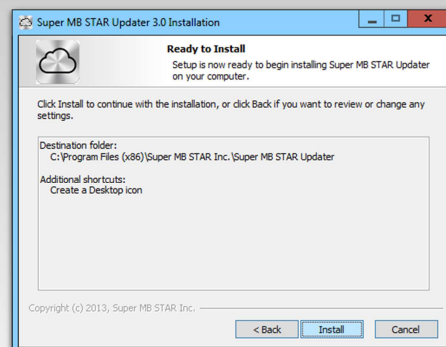 Super MB STAR Updater 3.0 Installation
Ready to Install
Setup is now ready to begin installing Super MB STAR Updater
on your computer.
Click Install to continue with the installation, or click Back if you want to review or change any
settings.
Destination folder:
C:\Program Files (x86)\Super MB STAR Inc.\Super MB STAR Updater
Additional shortcuts:
Create a Desktop icon
Copyright (c) 2013, Super MB STAR Inc.
< Back
Install
Cancel